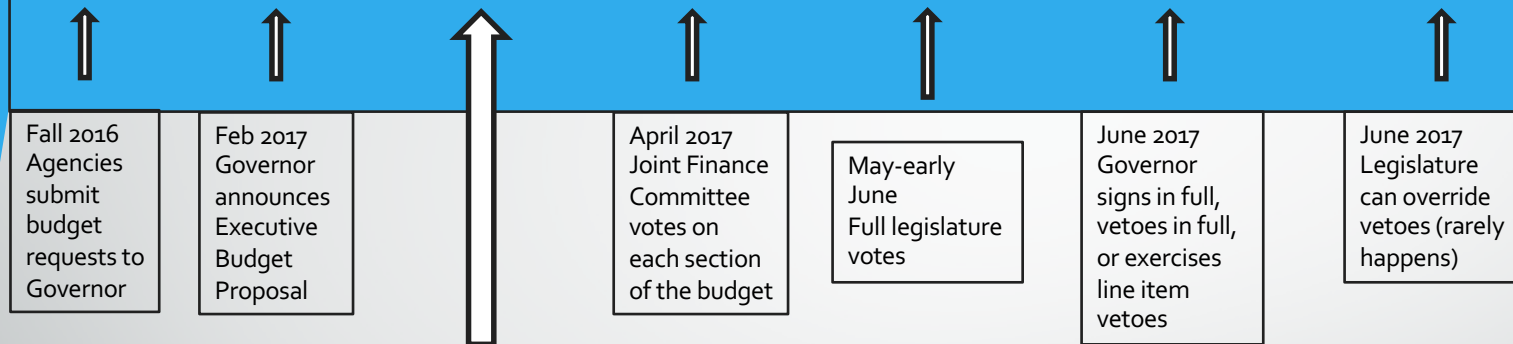 Fall 2016
Agencies
submit
budget
requests to
Governor
Feb 2017
Governor
announces
Executive
Budget
Proposal
April 2017
Joint Finance
Committee
votes on
each section
of the budget
May-early
June
Full legislature
votes
June 2017
Governor
signs in full,
vetoes in full,
or exercises
line item
vetoes
June 2017
Legislature
can override
vetoes (rarely
happens)